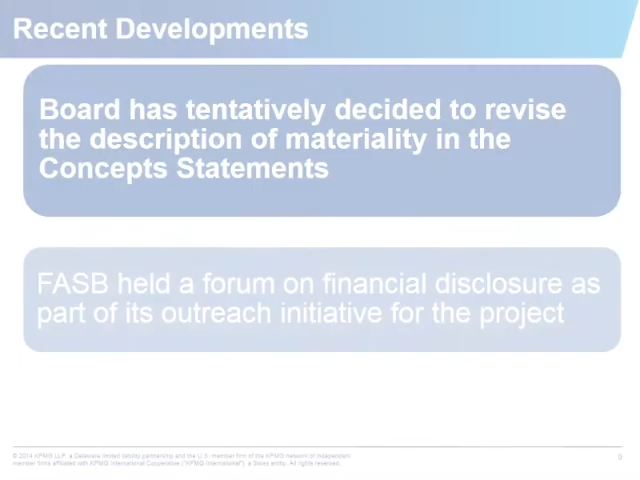 Recent Developments
Board has tentatively decided to revise
the description of materiality in the
Concepts Statements
FASB held a forum on financial disclosure as
part of its outreach initiative for the project
© 2014 KPMG LLP, a Delaware limited liability partnership and the U.S. member firm of the KPMG network of independent
member firms affiliated with KPMG International Cooperative ("KPMG International"), a Swiss entity. All rights reserved.